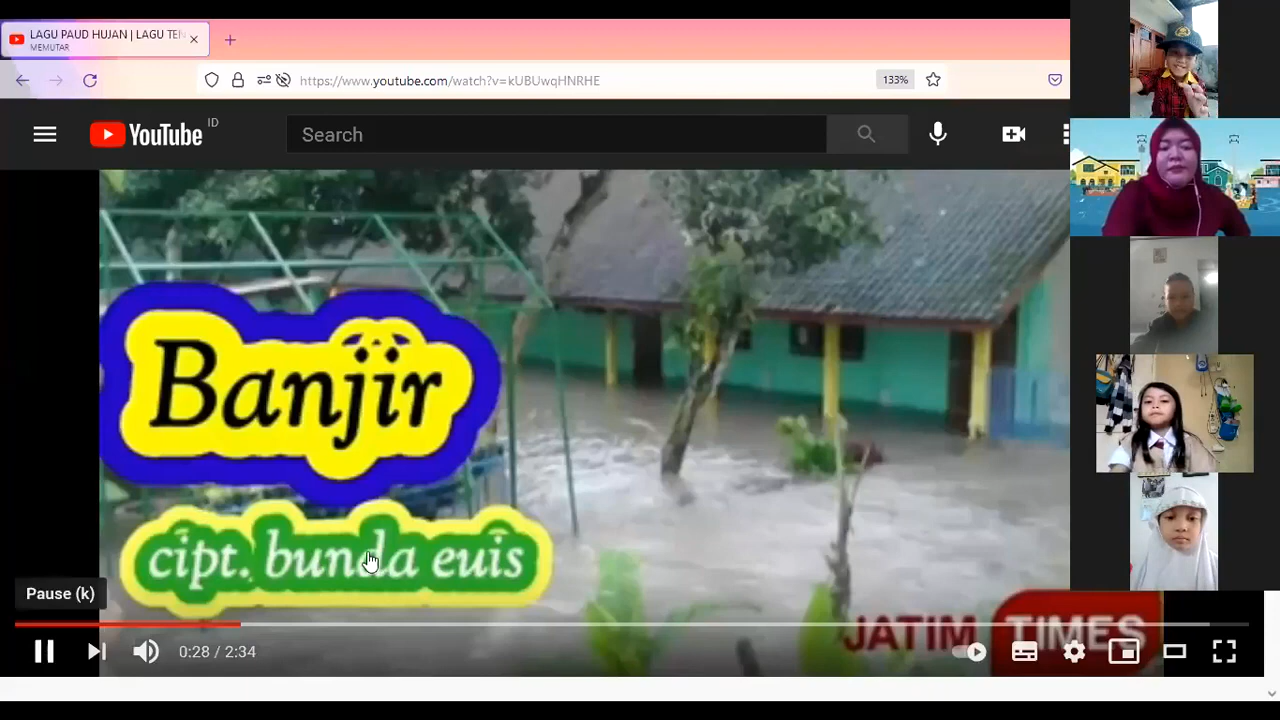 LAGU PAUD HUJAN | LAGU TEN
MEMUTAR
https://www.youtube.com/watch?v=kUBUwqHNRHE
133%
YouTube ID
Search
Banjir
cipt. bunda euis
Pause (k)
JATIM TIMES
0:28 / 2:34